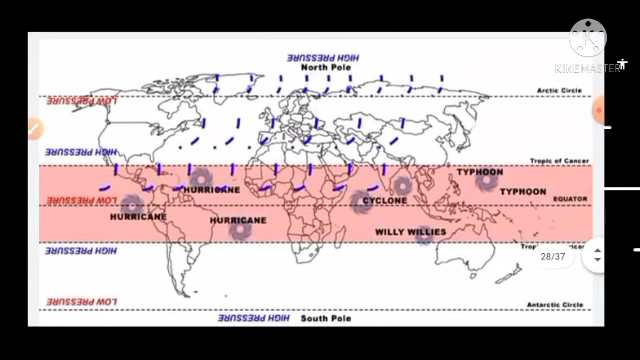 KINEMASTER
HIGH PRESSURE
North Pole
Arctic Circle
LOW PRESSURE
HIGH PRESSURE
Tropic of Cancer
TYPHOON
HURRICANE
TYPHOON
LOW PRESSURE
CYCLONE
EQUATOR
HURRICANE
HURRICANE
WILLY WILLIES
HIGH PRESSURE
28/37
LOW PRESSURE
Antarctic Circle
HIGH PRESSURE
South Pole